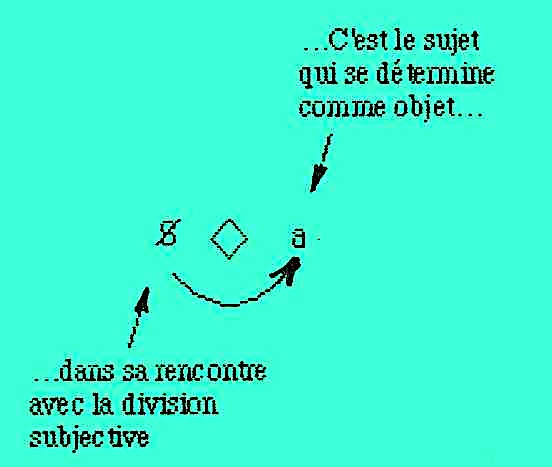 …C'est le sujet
qui se détermine
comme objet…
$ ◇ a
…dans sa rencontre
avec la division
subjective